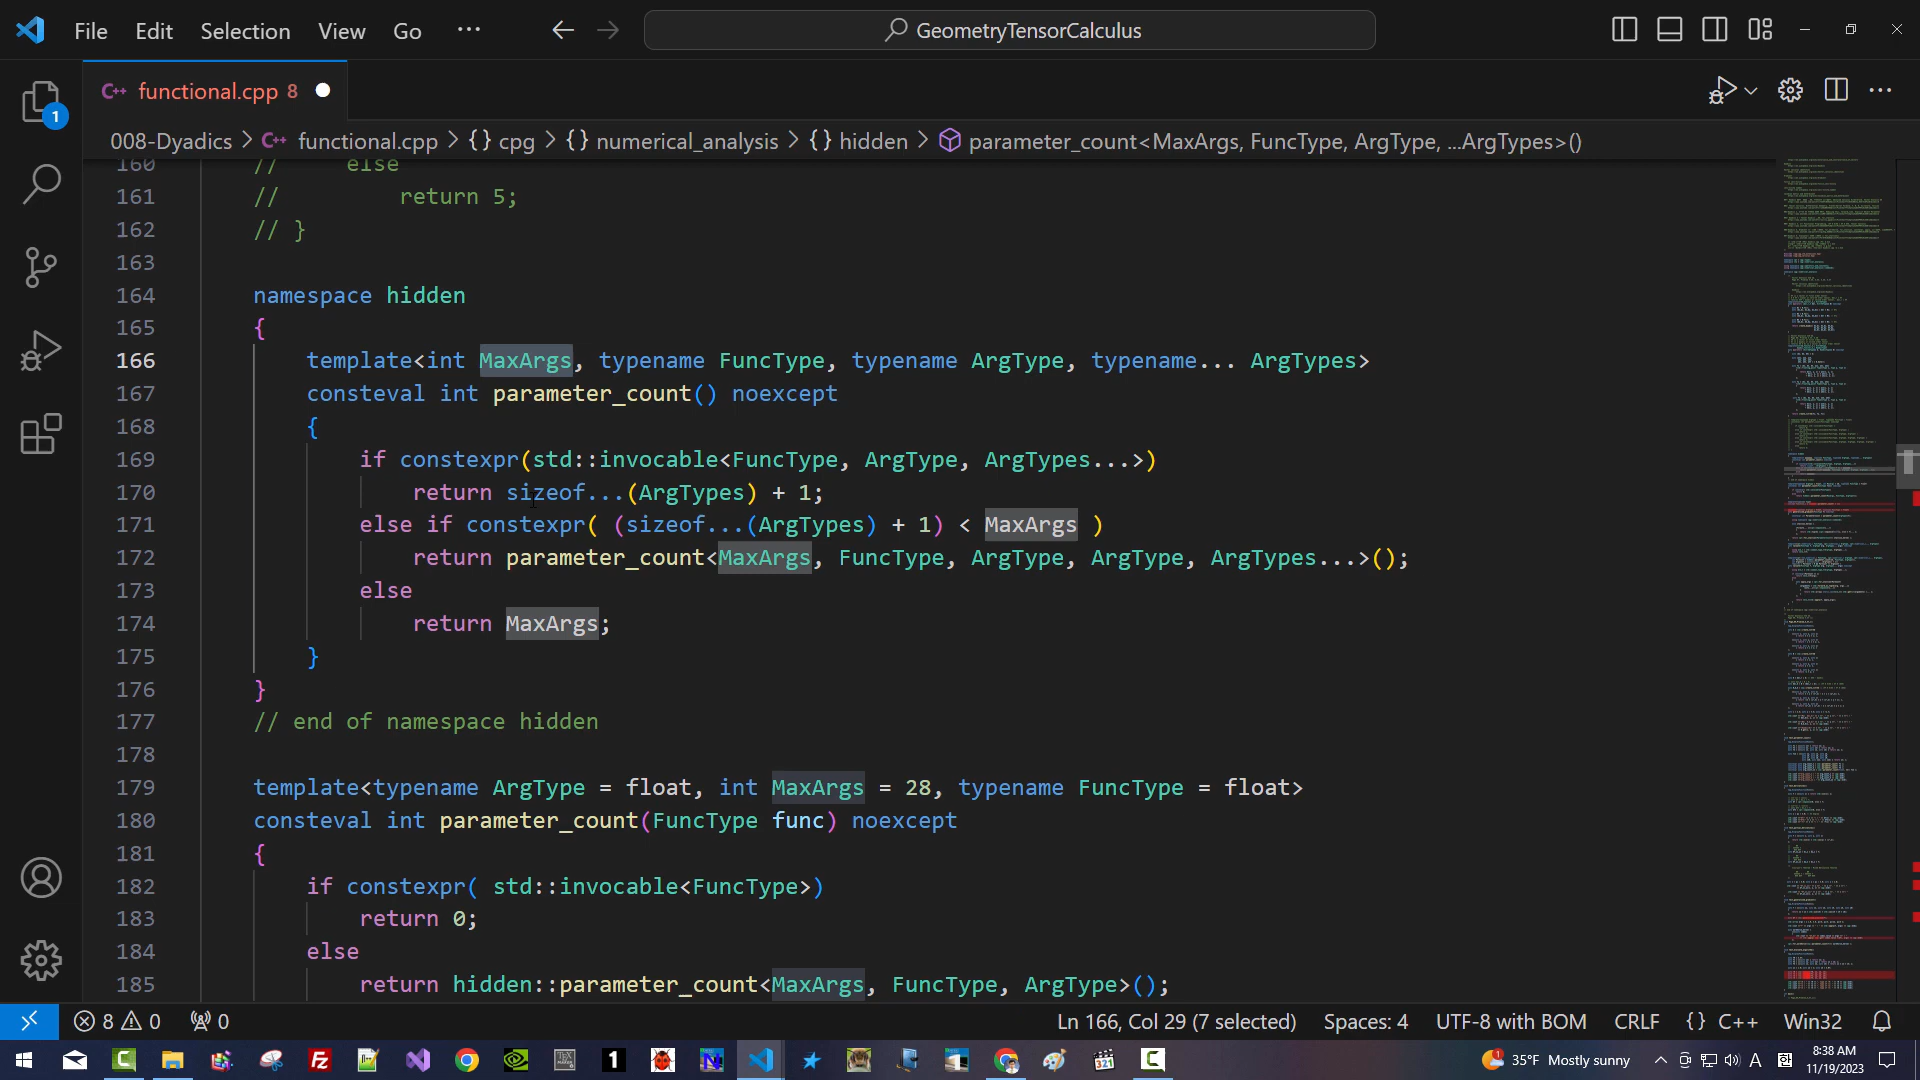 File Edit Selection View Go ··· GeometryTensorCalculus
C++ functional.cpp 8
008-Dyadics > C++ functional.cpp > {} cpg > {} numerical_analysis > {} hidden > parameter_count<MaxArgs, FuncType, ArgType, ...ArgTypes>()
160 // else
161 // return 5;
162 // }
163
164 namespace hidden
165 {
166 template<int MaxArgs, typename FuncType, typename ArgType, typename... ArgTypes>
167 consteval int parameter_count() noexcept
168 {
169 if constexpr(std::invocable<FuncType, ArgType, ArgTypes...>)
170 return sizeof...(ArgTypes) + 1;
171 else if constexpr( (sizeof...(ArgTypes) + 1) < MaxArgs )
172 return parameter_count<MaxArgs, FuncType, ArgType, ArgType, ArgTypes...>();
173 else
174 return MaxArgs;
175 }
176 }
177 // end of namespace hidden
178
179 template<typename ArgType = float, int MaxArgs = 28, typename FuncType = float>
180 consteval int parameter_count(FuncType func) noexcept
181 {
182 if constexpr( std::invocable<FuncType>)
183 return 0;
184 else
185 return hidden::parameter_count<MaxArgs, FuncType, ArgType>();
1
8 0 0 Ln 166, Col 29 (7 selected) Spaces: 4 UTF-8 with BOM CRLF {} C++ Win32
35°F Mostly sunny A 8:38 AM
11/19/2023